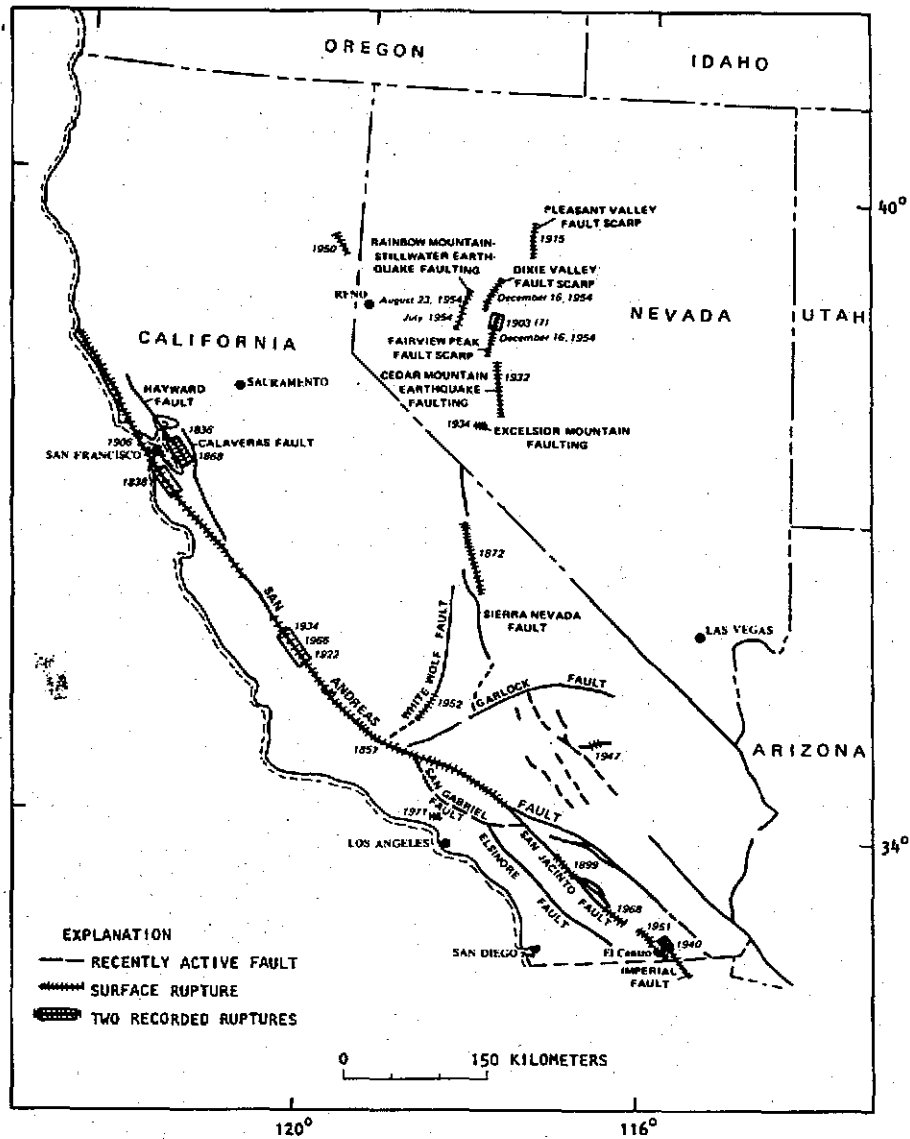 OREGON
IDAHO
40°
PLEASANT VALLEY
FAULT SCARP
1915
RAINBOW MOUNTAIN-
STILLWATER EARTH-
QUAKE FAULTING
1950
DIXIE VALLEY
FAULT SCARP
December 16, 1954
RENO
August 23, 1954
July 1954
1903 (?)
December 16, 1954
NEVADA
UTAH
CALIFORNIA
FAIRVIEW PEAK
FAULT SCARP
CEDAR MOUNTAIN
EARTHQUAKE
FAULTING
1932
HAYWARD
FAULT
SACRAMENTO
1934
EXCELSIOR MOUNTAIN
FAULTING
1836
CALAVERAS FAULT
1868
1906
SAN FRANCISCO
1838
1872
SAN
ANDREAS
FAULT
SIERRA NEVADA
FAULT
1934
1966
1922
LAS VEGAS
WHITE WOLF FAULT
1952
GARLOCK FAULT
1857
1947
ARIZONA
SAN GABRIEL
FAULT
1971
LOS ANGELES
34°
ELSINORE
FAULT
SAN JACINTO FAULT
1899
1968
1951
1940
SAN DIEGO
El Centro
IMPERIAL
FAULT
EXPLANATION
RECENTLY ACTIVE FAULT
SURFACE RUPTURE
TWO RECORDED RUPTURES
0 150 KILOMETERS
120° 116°